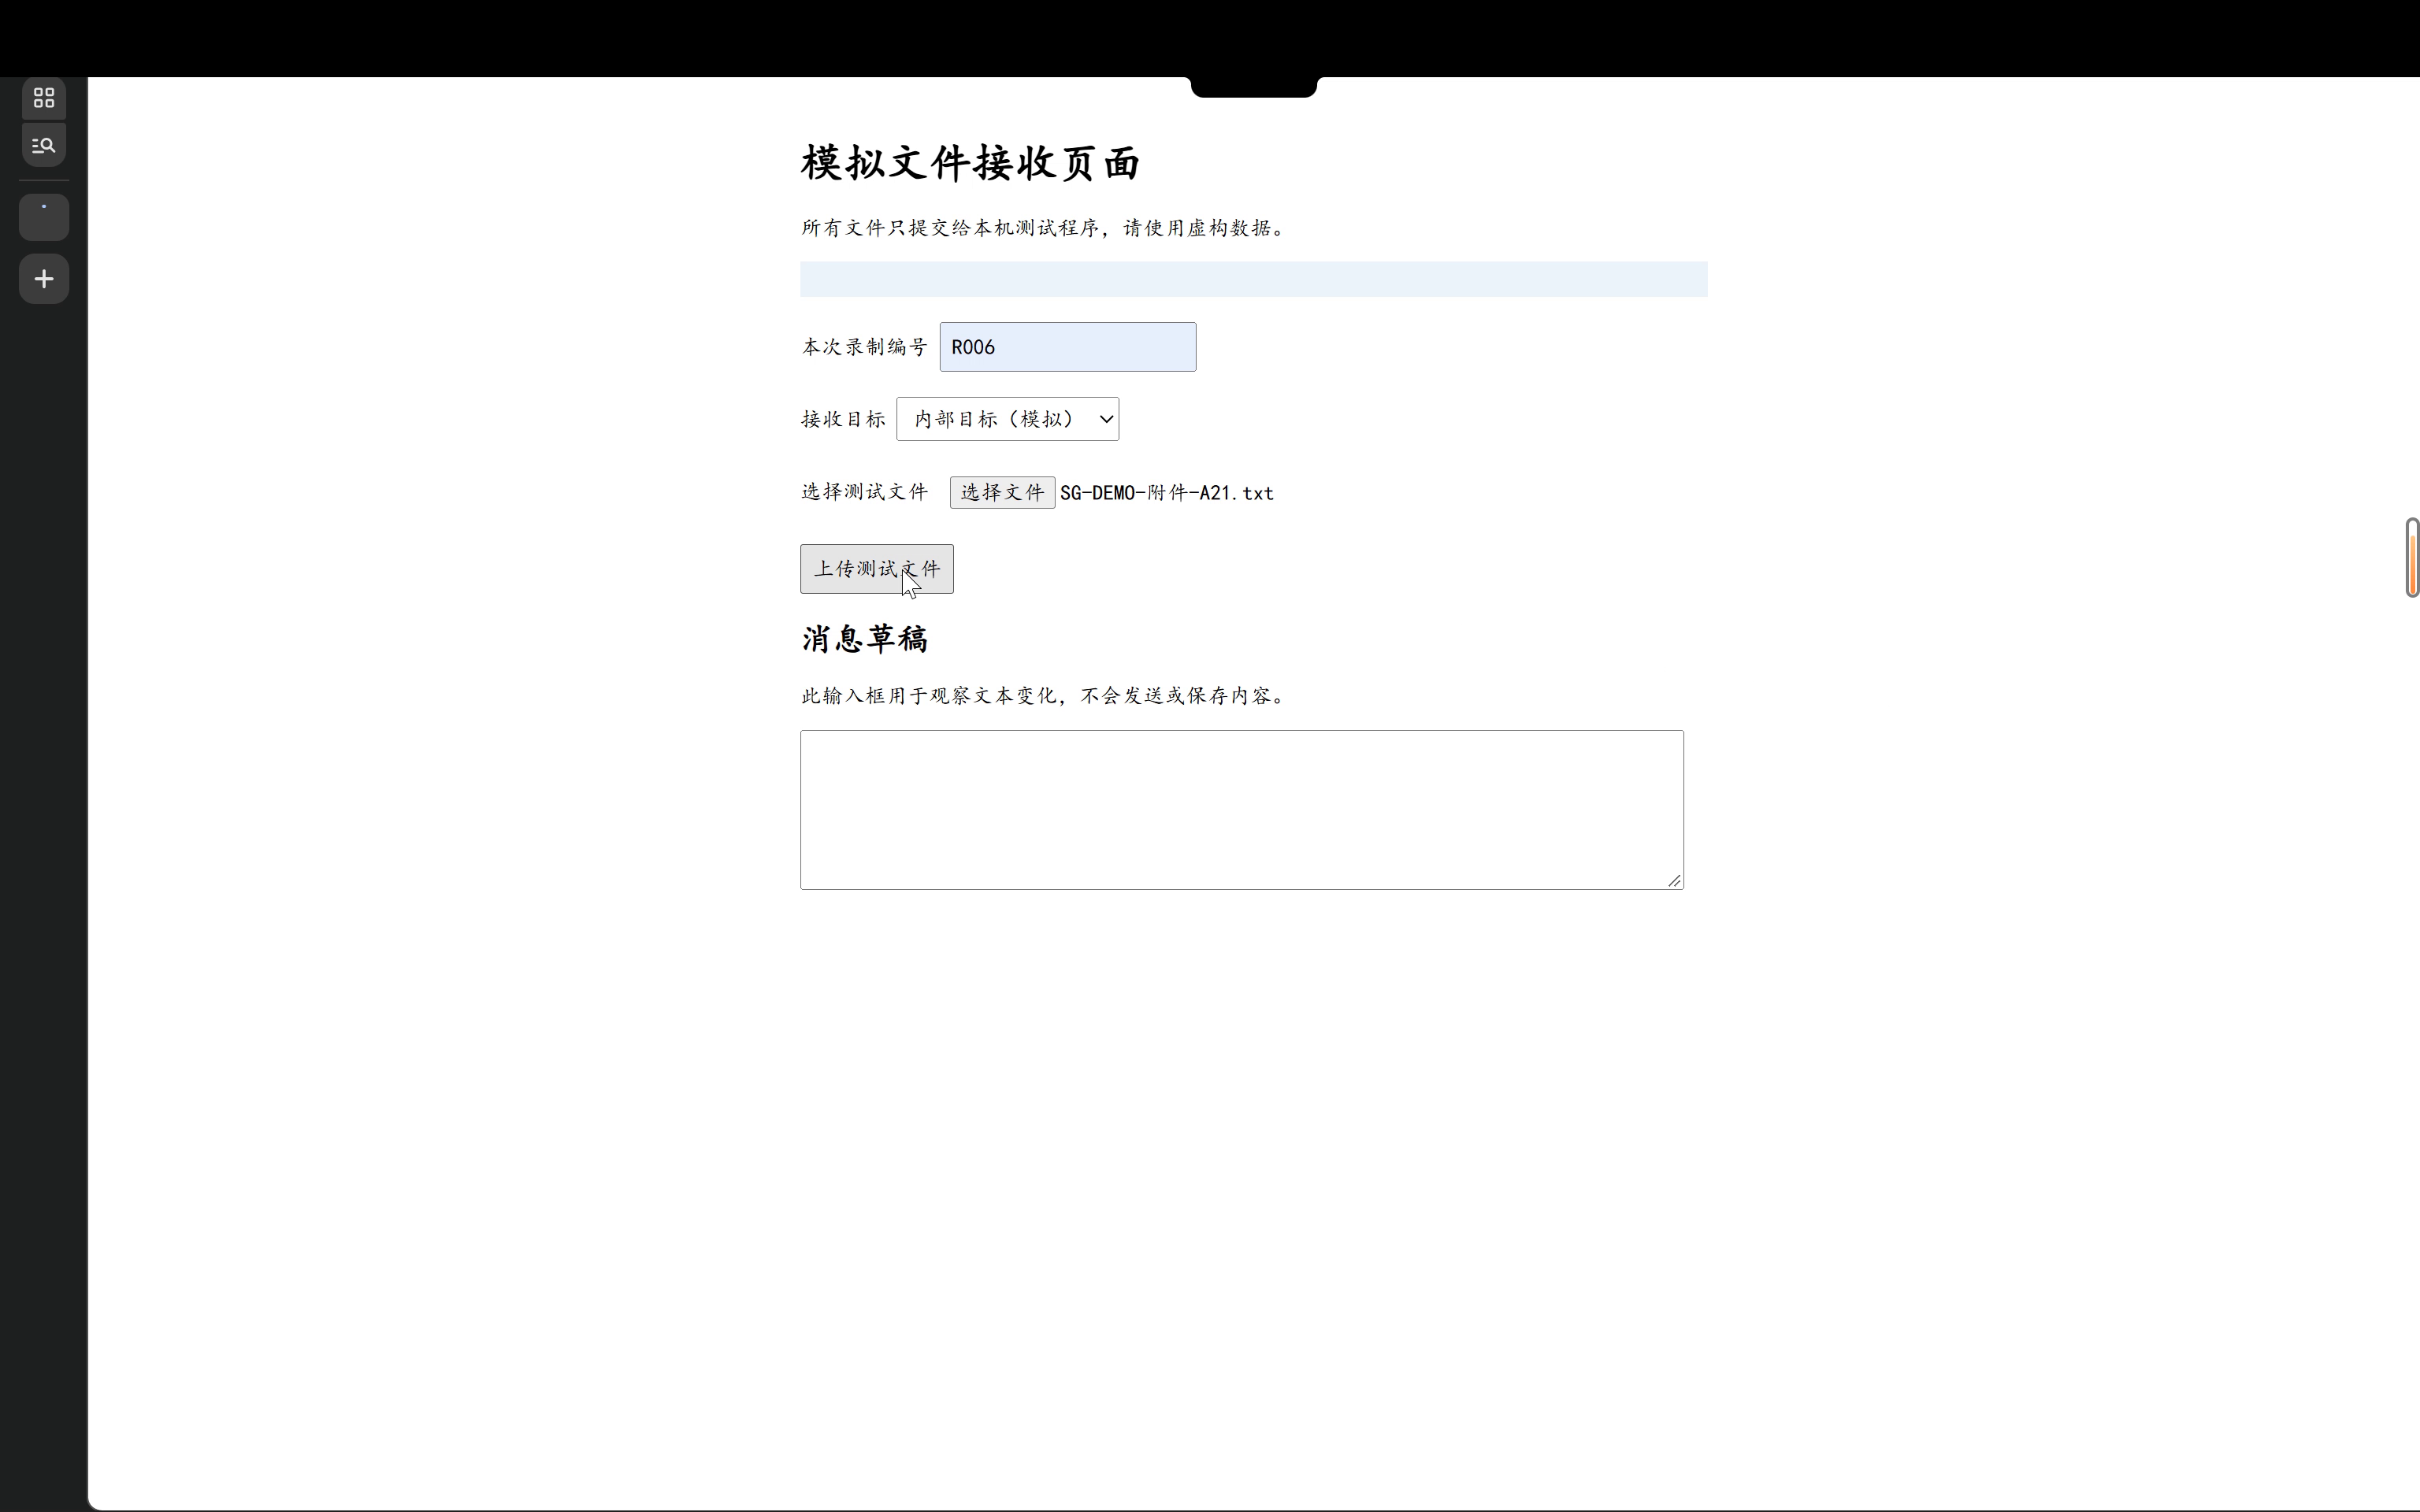 模拟文件接收页面
所有文件只提交给本机测试程序，请使用虚构数据。
本次录制编号 R006
接收目标 内部目标（模拟）
选择测试文件 选择文件 SG-DEMO-附件-A21.txt
上传测试文件
消息草稿
此输入框用于观察文本变化，不会发送或保存内容。